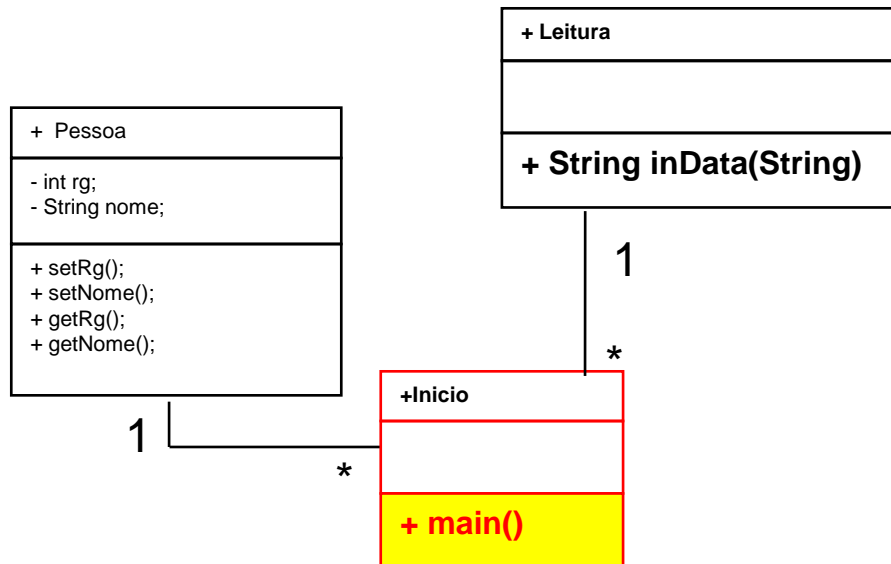 + Leitura
+ String inData(String)
+ Pessoa
- int rg;
- String nome;
+ setRg();
+ setNome();
+ getRg();
+ getNome();
1
*
1
*
+Inicio
+ main()